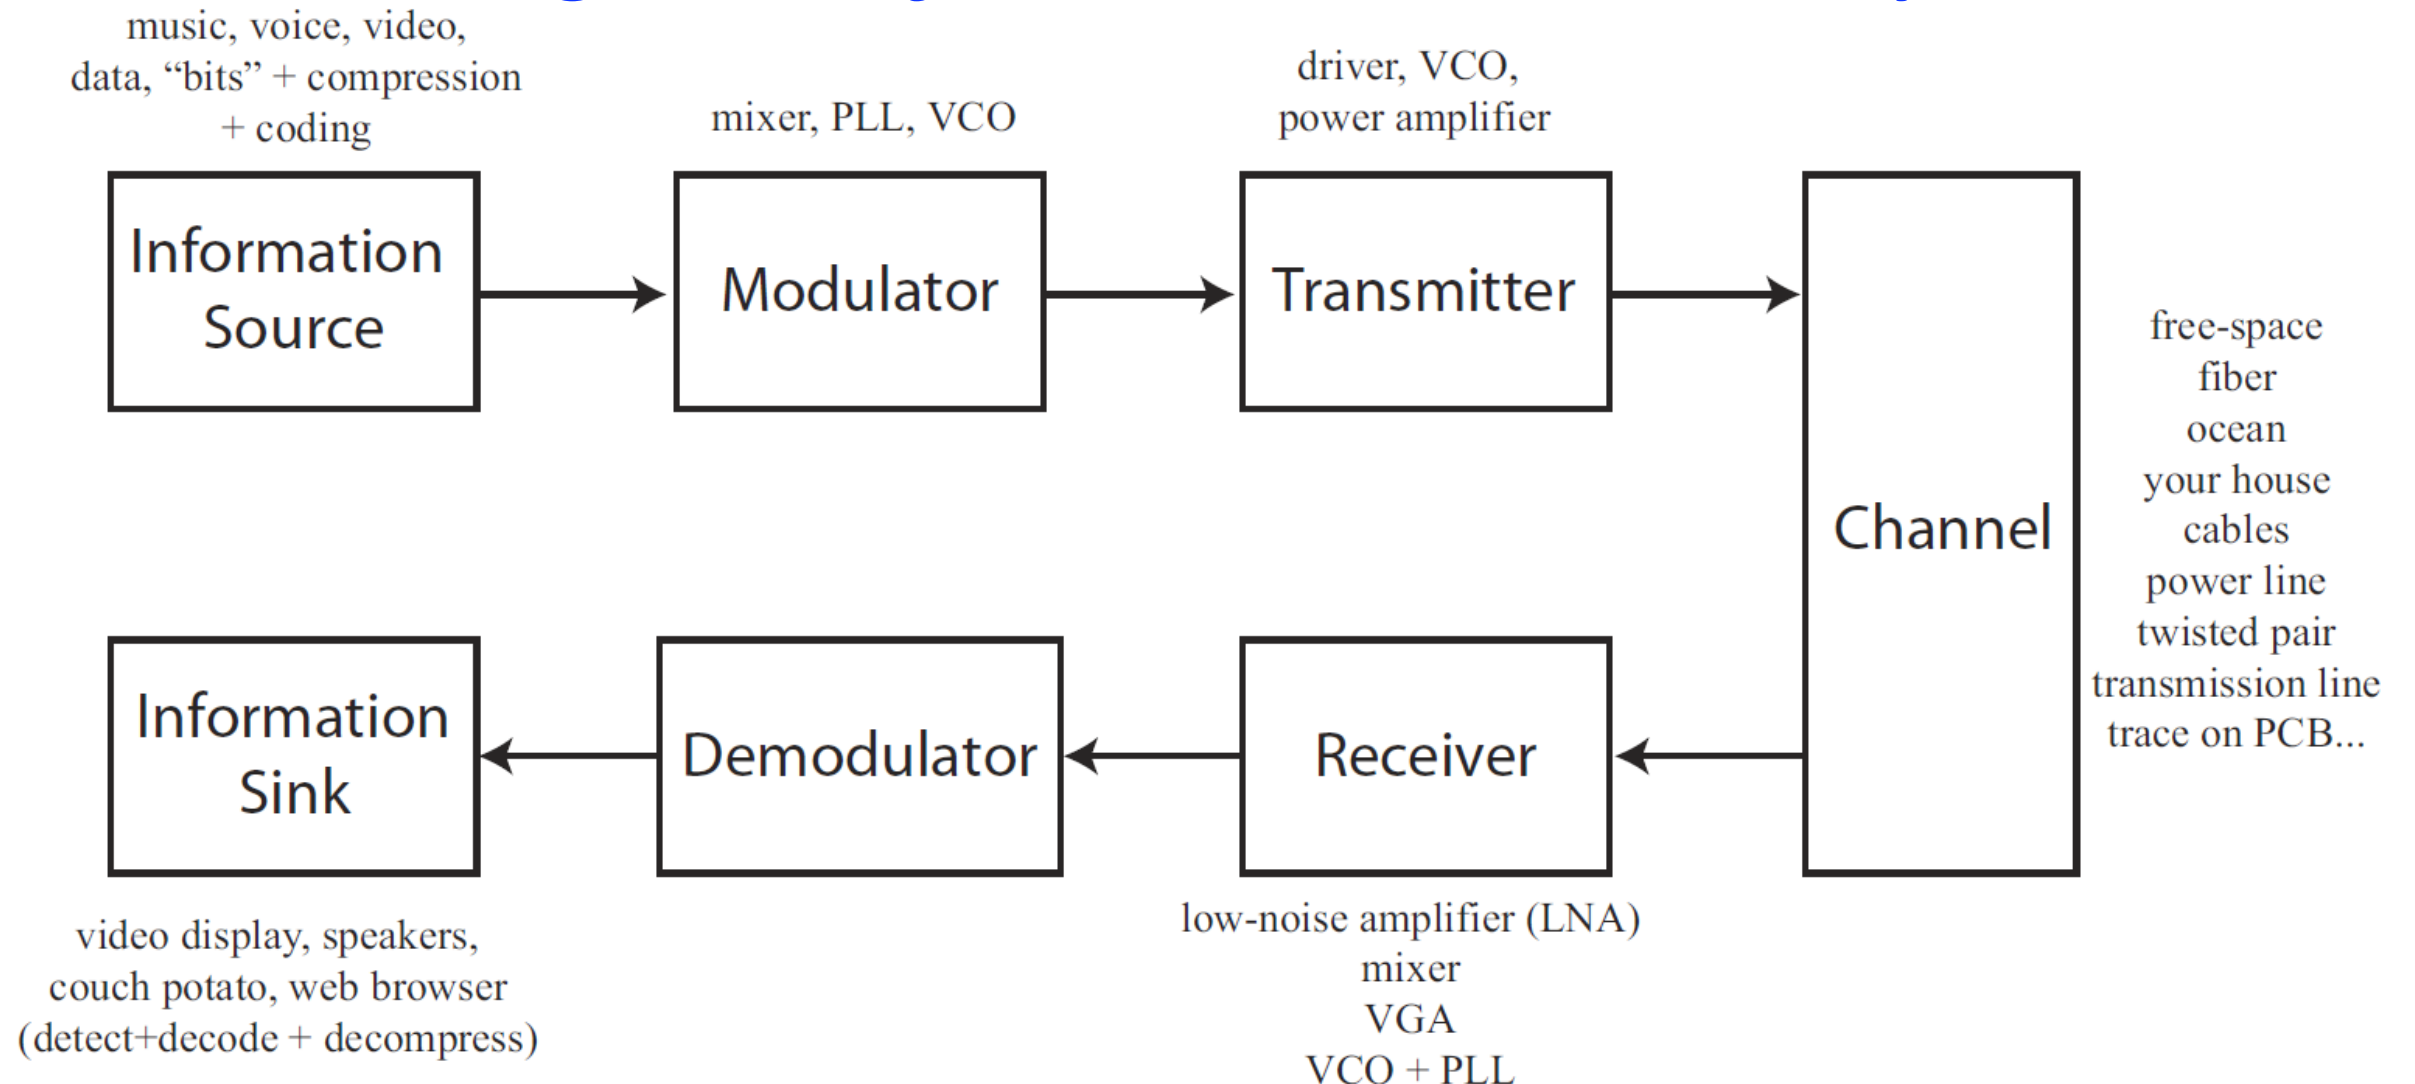 music, voice, video,
data, “bits” + compression
+ coding
mixer, PLL, VCO
driver, VCO,
power amplifier
Information
Source
Modulator
Transmitter
Channel
free-space
fiber
ocean
your house
cables
power line
twisted pair
transmission line
trace on PCB...
Information
Sink
Demodulator
Receiver
video display, speakers,
couch potato, web browser
(detect+decode + decompress)
low-noise amplifier (LNA)
mixer
VGA
VCO + PLL